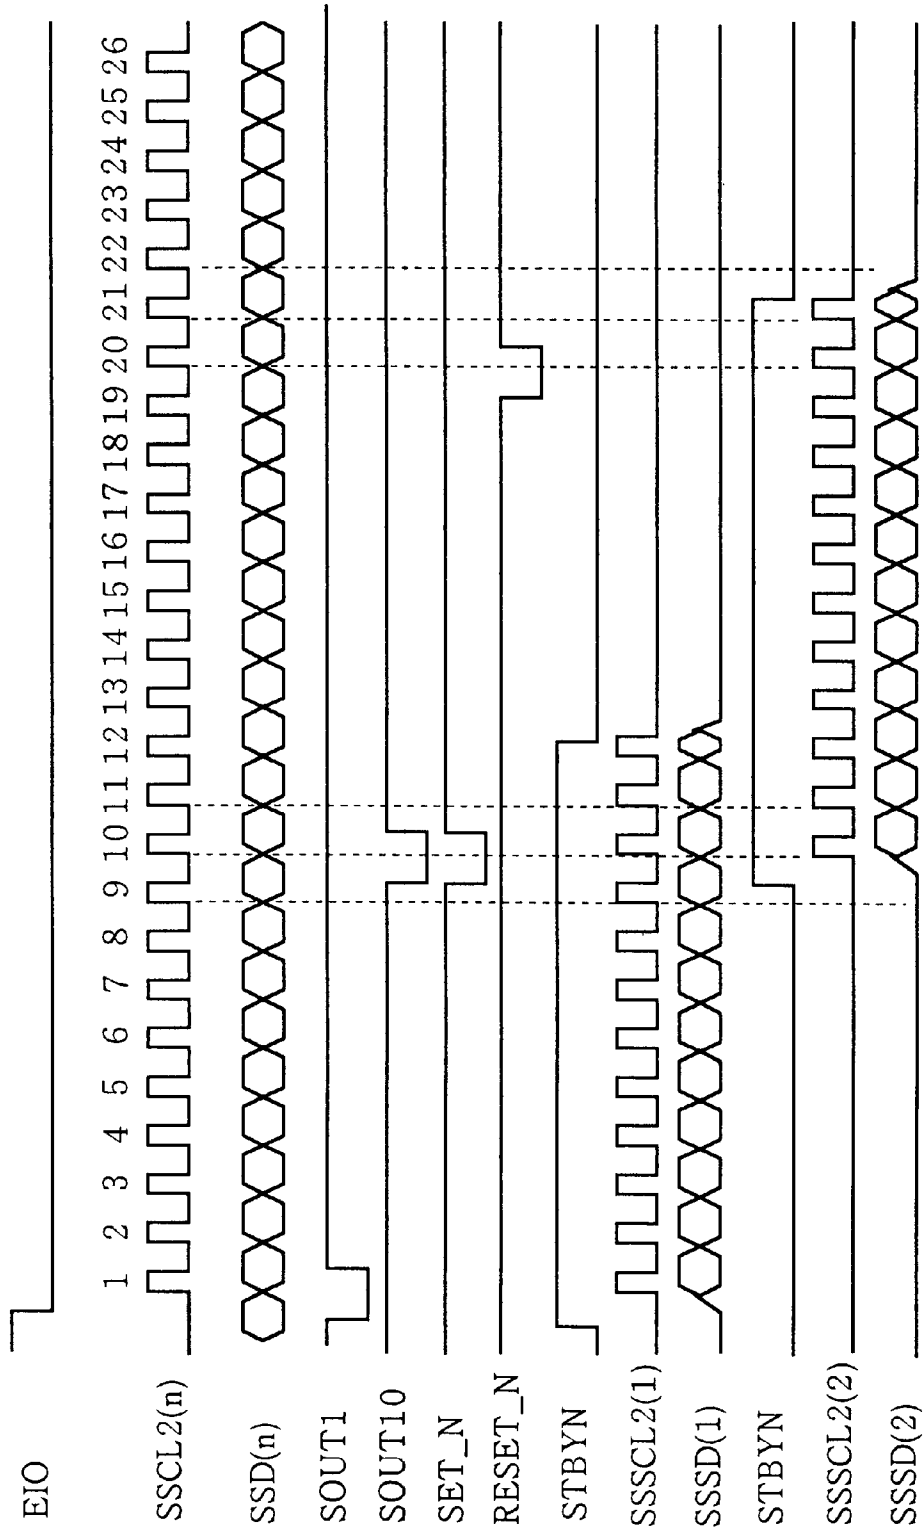 EIO
1 2 3 4 5 6 7 8 9 10 11 12 13 14 15 16 17 18 19 20 21 22 23 24 25 26
SSCL2(n)
SSD(n)
SOUT1
SOUT10
SET_N
RESET_N
STBYN
SSSCL2(1)
SSSD(1)
STBYN
SSSCL2(2)
SSSD(2)